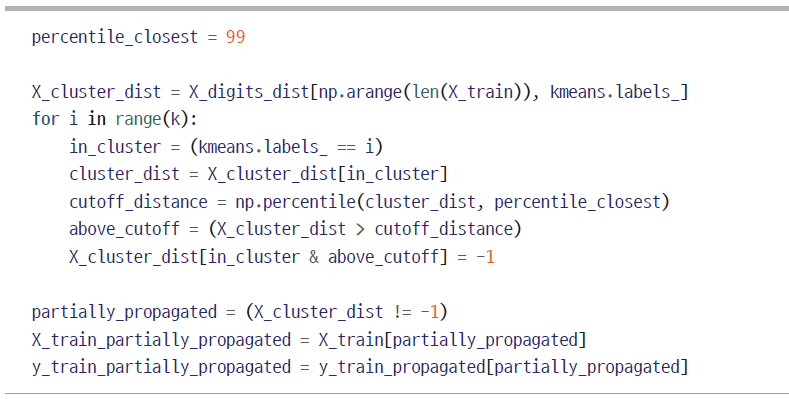 percentile_closest = 99
X_cluster_dist = X_digits_dist[np.arange(len(X_train)), kmeans.labels_]
for i in range(k):
    in_cluster = (kmeans.labels_ == i)
    cluster_dist = X_cluster_dist[in_cluster]
    cutoff_distance = np.percentile(cluster_dist, percentile_closest)
    above_cutoff = (X_cluster_dist > cutoff_distance)
    X_cluster_dist[in_cluster & above_cutoff] = -1
partially_propagated = (X_cluster_dist != -1)
X_train_partially_propagated = X_train[partially_propagated]
y_train_partially_propagated = y_train_propagated[partially_propagated]